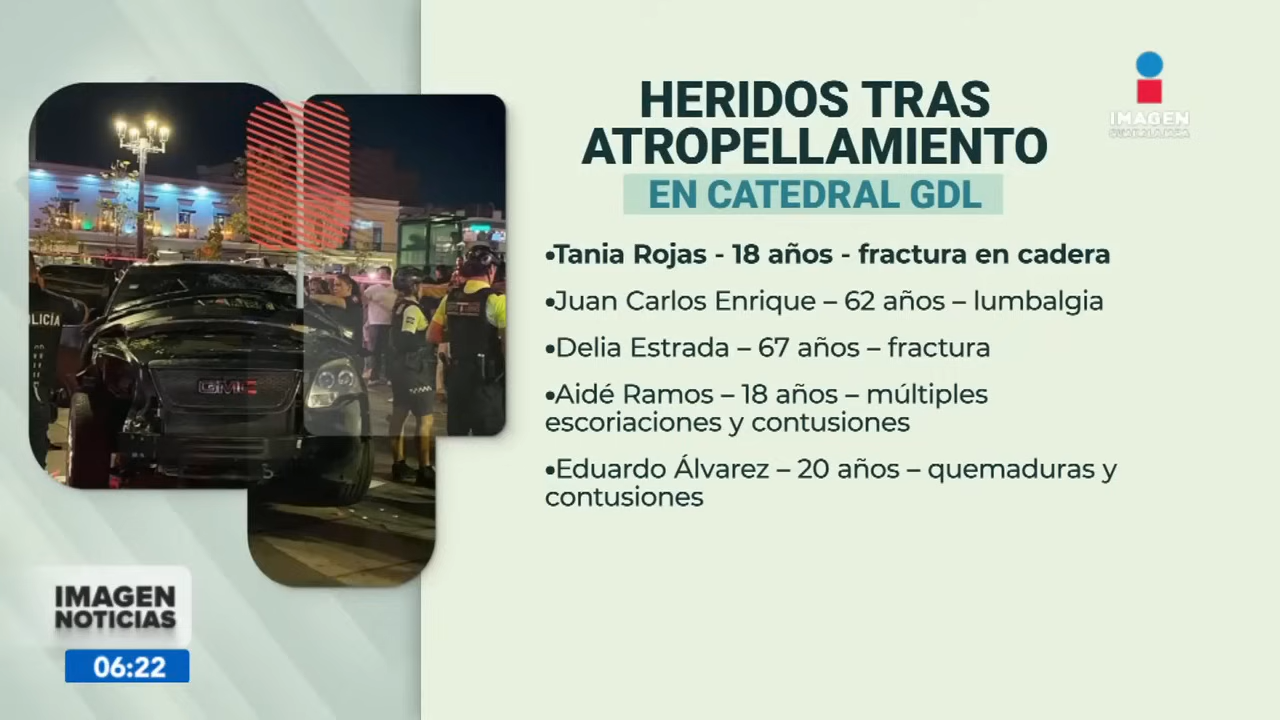 HERIDOS TRAS
ATROPELLAMIENTO
EN CATEDRAL GDL
IMAGEN
GUADALAJARA
•Tania Rojas - 18 años - fractura en cadera
•Juan Carlos Enrique – 62 años – lumbalgia
•Delia Estrada – 67 años – fractura
•Aidé Ramos – 18 años – múltiples
escoriaciones y contusiones
•Eduardo Álvarez – 20 años – quemaduras y
contusiones
OLICÍA
GMC
IMAGEN
NOTICIAS
06:22